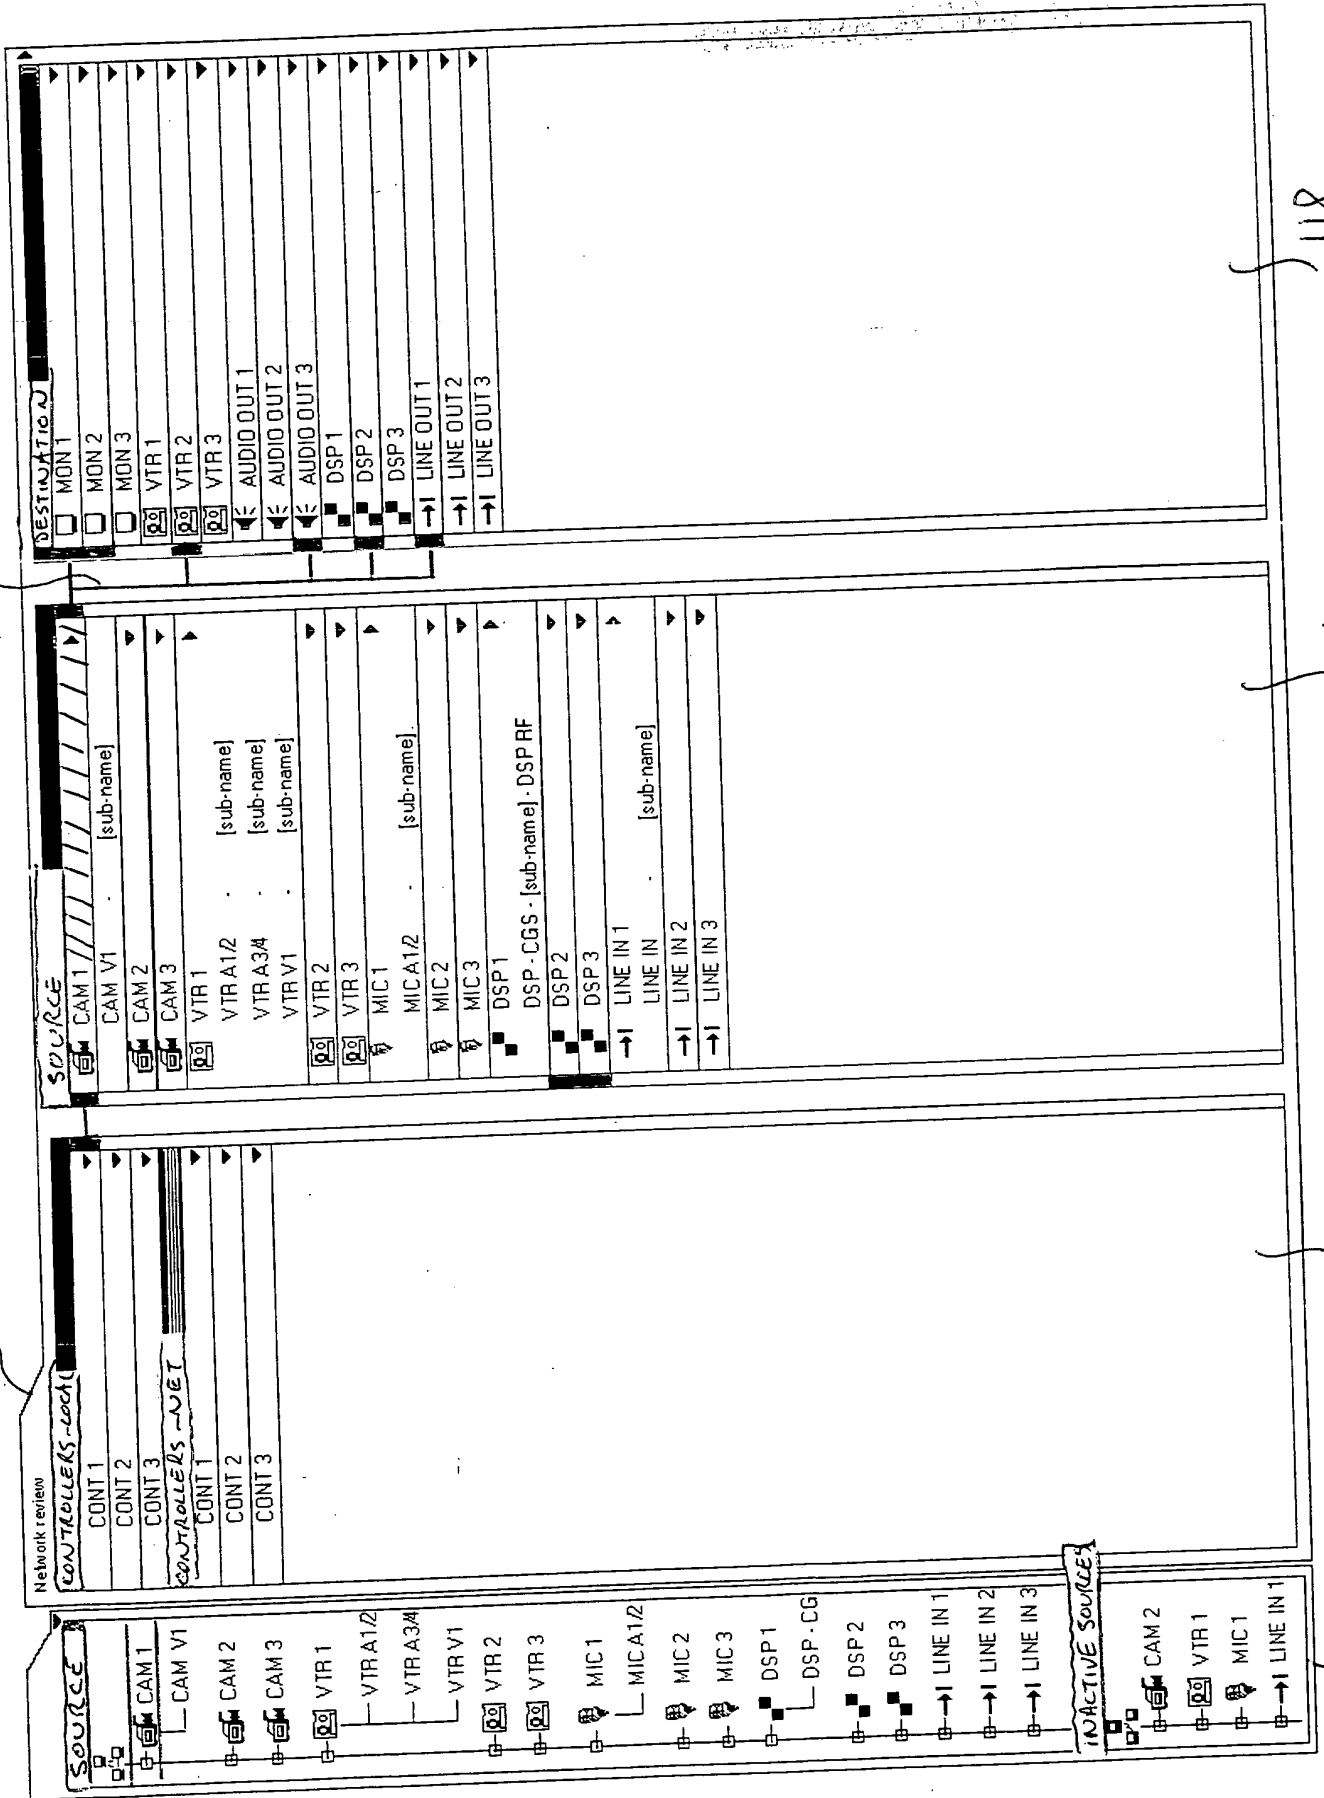 Network review
SOURCE
CAM 1
CAM V1
CAM 2
CAM 3
VTR 1
VTR A1/2
VTR A3/4
VTR V1
VTR 2
VTR 3
MIC 1
MIC A1/2
MIC 2
MIC 3
DSP 1
DSP - CG
DSP 2
DSP 3
LINE IN 1
LINE IN 2
LINE IN 3
INACTIVE SOURCES
CAM 2
VTR 1
MIC 1
LINE IN 1
CONTROLLERS-LOCAL
CONT 1
CONT 2
CONT 3
CONTROLLERS-NET
CONT 1
CONT 2
CONT 3
SOURCE
CAM 1
CAM V1 - [sub-name]
CAM 2
CAM 3
VTR 1
VTR A1/2 - [sub-name]
VTR A3/4 - [sub-name]
VTR V1 - [sub-name]
VTR 2
VTR 3
MIC 1
MIC A1/2 - [sub-name]
MIC 2
MIC 3
DSP 1
DSP - CGS - [sub-name] - DSP RF
DSP 2
DSP 3
LINE IN 1
LINE IN - [sub-name]
LINE IN 2
LINE IN 3
DESTINATION
MON 1
MON 2
MON 3
VTR 1
VTR 2
VTR 3
AUDIO OUT 1
AUDIO OUT 2
AUDIO OUT 3
DSP 1
DSP 2
DSP 3
LINE OUT 1
LINE OUT 2
LINE OUT 3
118